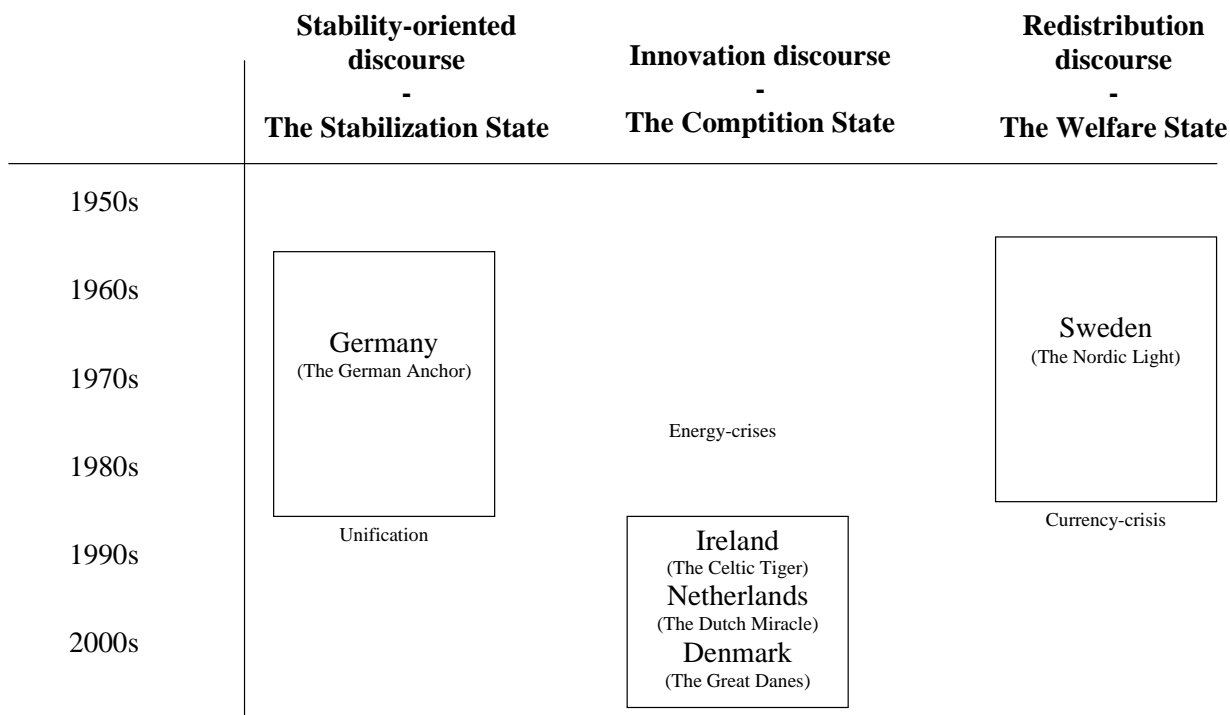 Stability-oriented
discourse
-
The Stabilization State
Innovation discourse
-
The Comptition State
Redistribution
discourse
-
The Welfare State
1950s
1960s
1970s
1980s
1990s
2000s
Germany
(The German Anchor)
Unification
Energy-crises
Ireland
(The Celtic Tiger)
Netherlands
(The Dutch Miracle)
Denmark
(The Great Danes)
Sweden
(The Nordic Light)
Currency-crisis